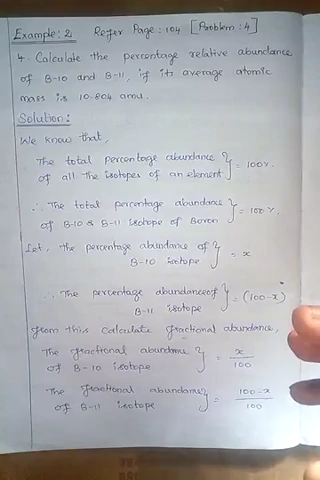 Example: 2 Refer Page: 104 [Problem: 4]
4. Calculate the percentage relative abundance
of B-10 and B-11, if its average atomic
mass is 10.804 amu.
Solution:
We know that,
The total percentage abundance
of all the isotopes of an element } = 100%
∴ The total percentage abundance
of B-10 & B-11 isotope of Boron } = 100%
Let, The percentage abundance of
B-10 isotope } = x
∴ The percentage abundance of
B-11 isotope } = (100-x)
From this calculate fractional abundance,
The fractional abundance
of B-10 isotope } = x/100
The fractional abundance
of B-11 isotope } = 100-x/100